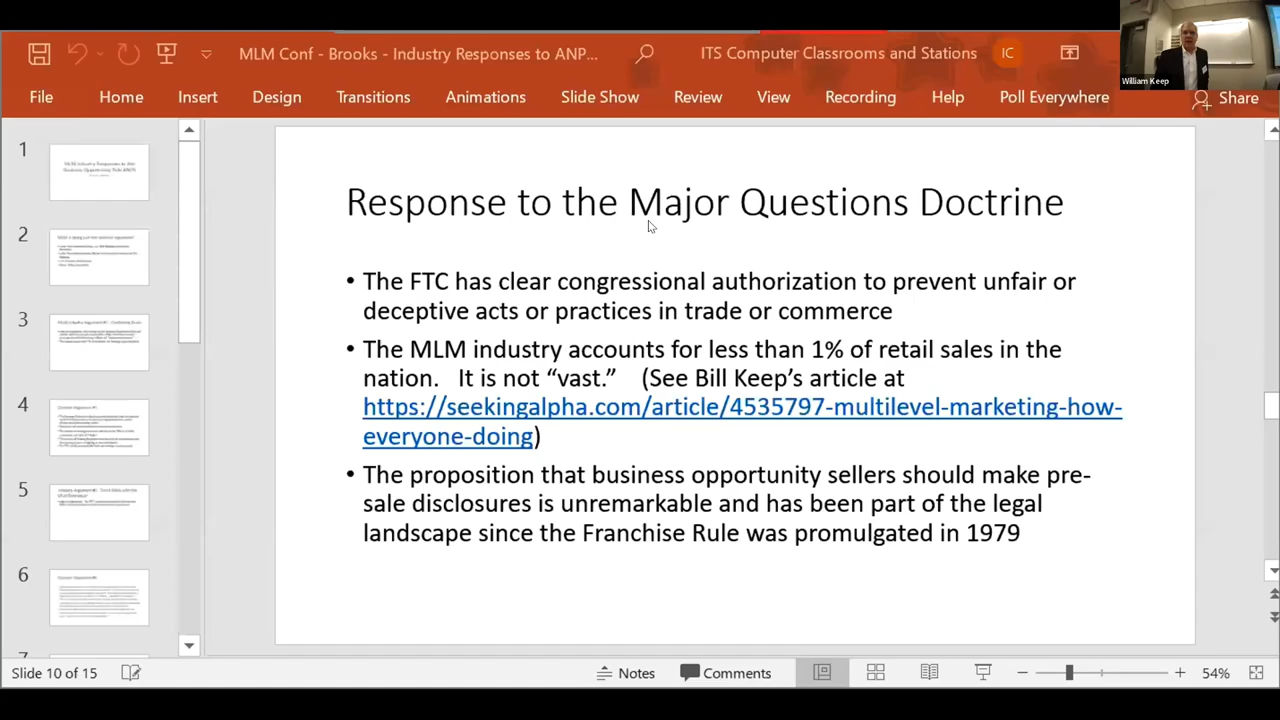 MLM Conf - Brooks - Industry Responses to ANP...
ITS Computer Classrooms and Stations
IC
William Keep
File Home Insert Design Transitions Animations Slide Show Review View Recording Help Poll Everywhere Share
1
2
3
4
5
6
7
Response to the Major Questions Doctrine
• The FTC has clear congressional authorization to prevent unfair or
deceptive acts or practices in trade or commerce
• The MLM industry accounts for less than 1% of retail sales in the
nation. It is not “vast.” (See Bill Keep’s article at
https://seekingalpha.com/article/4535797-multilevel-marketing-how-
everyone-doing)
• The proposition that business opportunity sellers should make pre-
sale disclosures is unremarkable and has been part of the legal
landscape since the Franchise Rule was promulgated in 1979
Slide 10 of 15
Notes
Comments
54%